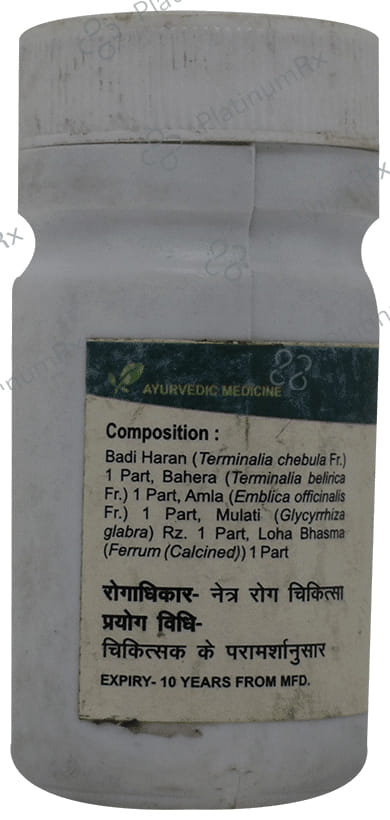 AYURVEDIC MEDICINE
Composition :
Badi Haran (Terminalia chebula Fr.)
1 Part, Bahera (Terminalia belirica
Fr.) 1 Part, Amla (Emblica officinalis
Fr.) 1 Part, Mulati (Glycyrrhiza
glabra) Rz. 1 Part, Loha Bhasma
(Ferrum (Calcined)) 1 Part
रोगाधिकार- नेत्र रोग चिकित्सा
प्रयोग विधि-
चिकित्सक के परामर्शानुसार
EXPIRY- 10 YEARS FROM MFD.
PlatinumRx